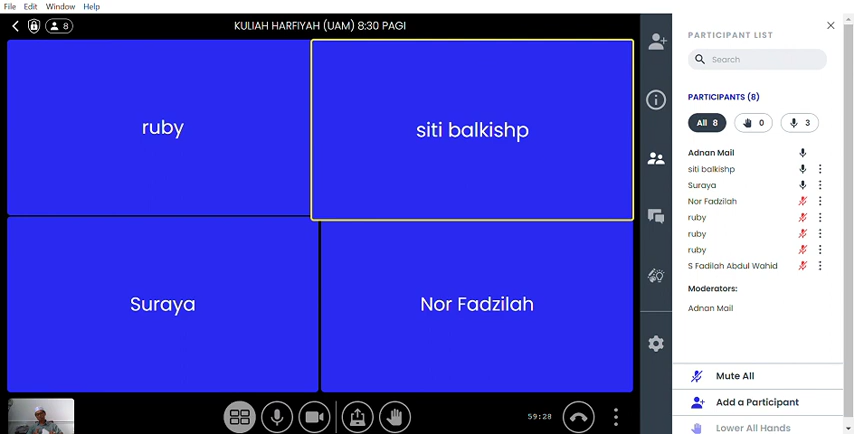 File Edit Window Help
8
KULIAH HARFIYAH (UAM) 8:30 PAGI
ruby
siti balkishp
Suraya
Nor Fadzilah
59:28
PARTICIPANT LIST
Search
PARTICIPANTS (8)
All 8 0 3
Adnan Mail
siti balkishp
Suraya
Nor Fadzilah
ruby
ruby
ruby
S Fadilah Abdul Wahid
Moderators:
Adnan Mail
Mute All
Add a Participant
Lower All Hands